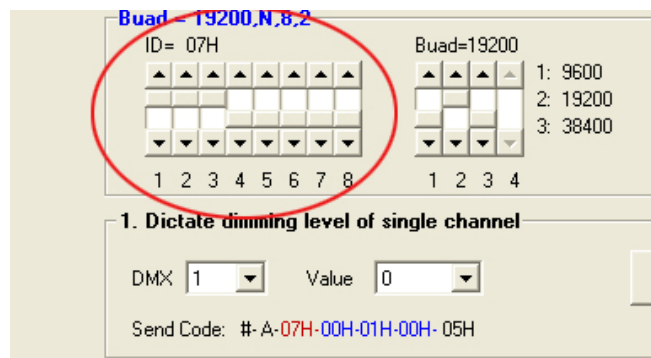 Buad = 19200,N,8,2
ID= 07H
Buad=19200
1: 9600
2: 19200
3: 38400
1 2 3 4 5 6 7 8
1 2 3 4
1. Dictate dimming level of single channel
DMX 1 Value 0
Send Code: #-A-07H-00H-01H-00H- 05H